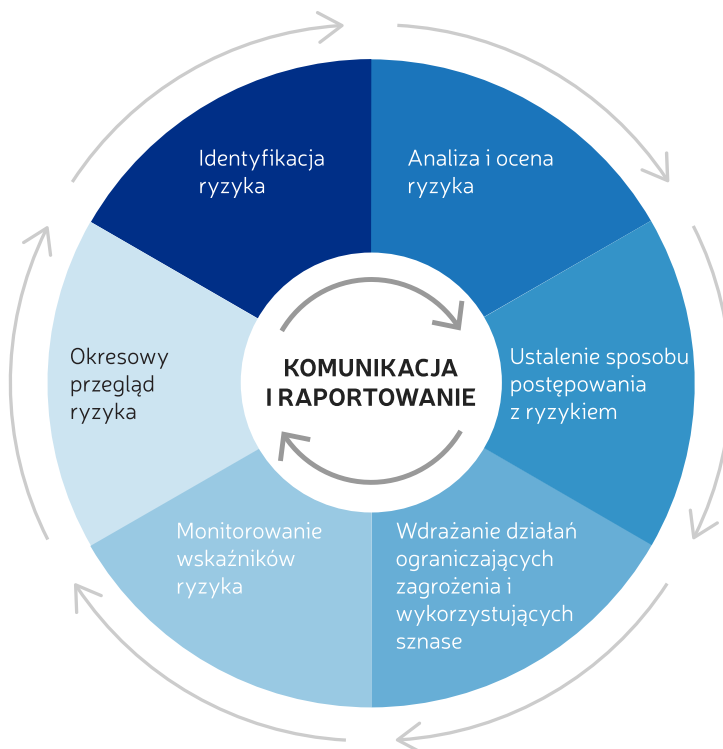 Identyfikacja
ryzyka
Analiza i ocena
ryzyka
Ustalenie sposobu
postępowania
z ryzykiem
Wdrażanie działań
ograniczających
zagrożenia i
wykorzystujących
sznase
Monitorowanie
wskaźników
ryzyka
Okresowy
przegląd
ryzyka
KOMUNIKACJA
I RAPORTOWANIE